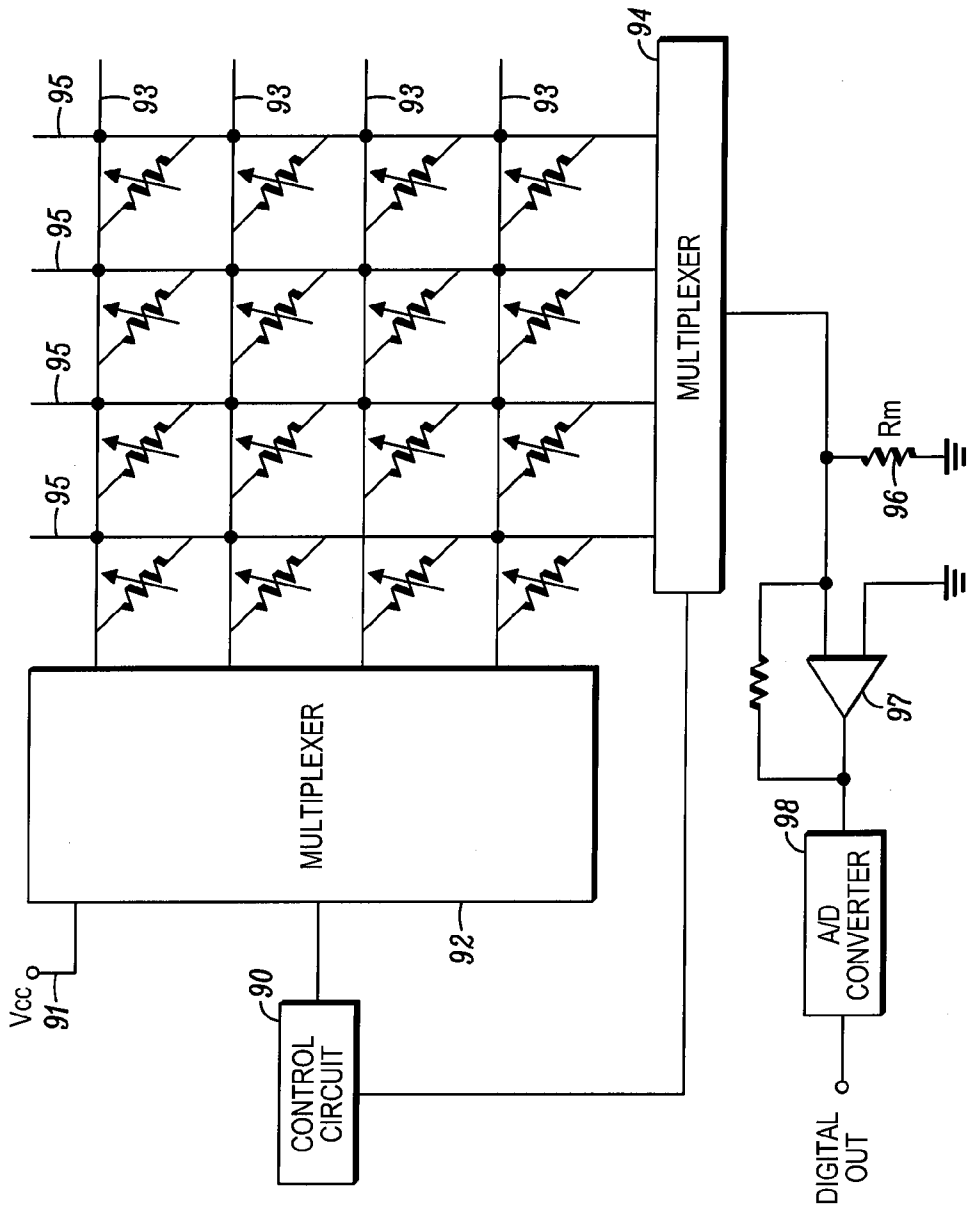 95
95
95
95
93
93
93
93
94
MULTIPLEXER
Vcc
91
MULTIPLEXER
92
90
CONTROL
CIRCUIT
Rm
96
97
98
A/D
CONVERTER
DIGITAL
OUT